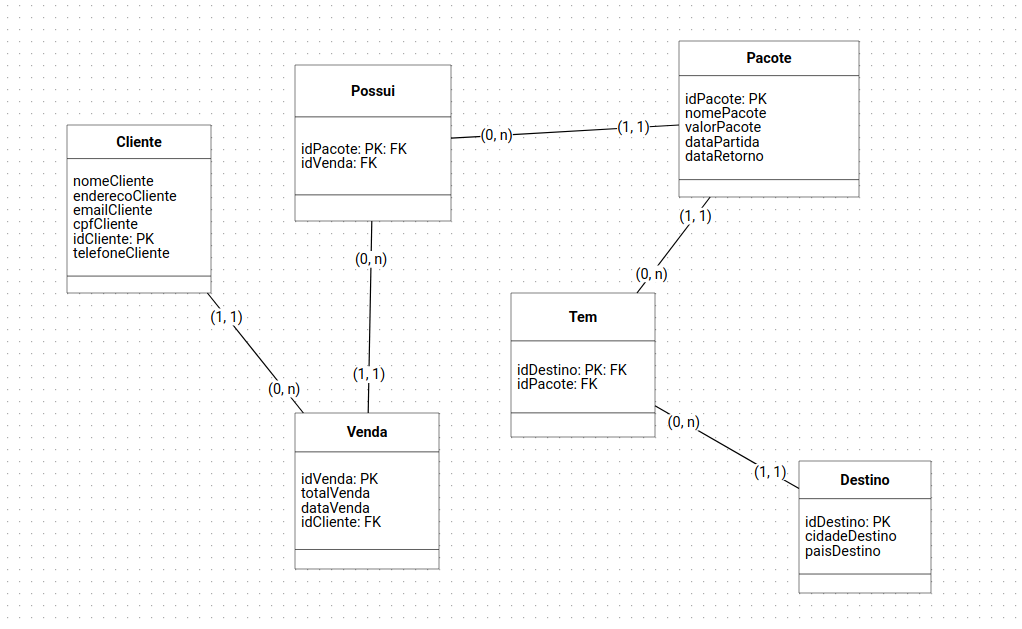 Cliente
nomeCliente
enderecoCliente
emailCliente
cpfCliente
idCliente: PK
telefoneCliente
(1, 1)
(0, n)
Possui
idPacote: PK: FK
idVenda: FK
(0, n)
(1, 1)
(0, n)
(1, 1)
Venda
idVenda: PK
totalVenda
dataVenda
idCliente: FK
Pacote
idPacote: PK
nomePacote
valorPacote
dataPartida
dataRetorno
(1, 1)
(0, n)
Tem
idDestino: PK: FK
idPacote: FK
(0, n)
(1, 1)
Destino
idDestino: PK
cidadeDestino
paisDestino